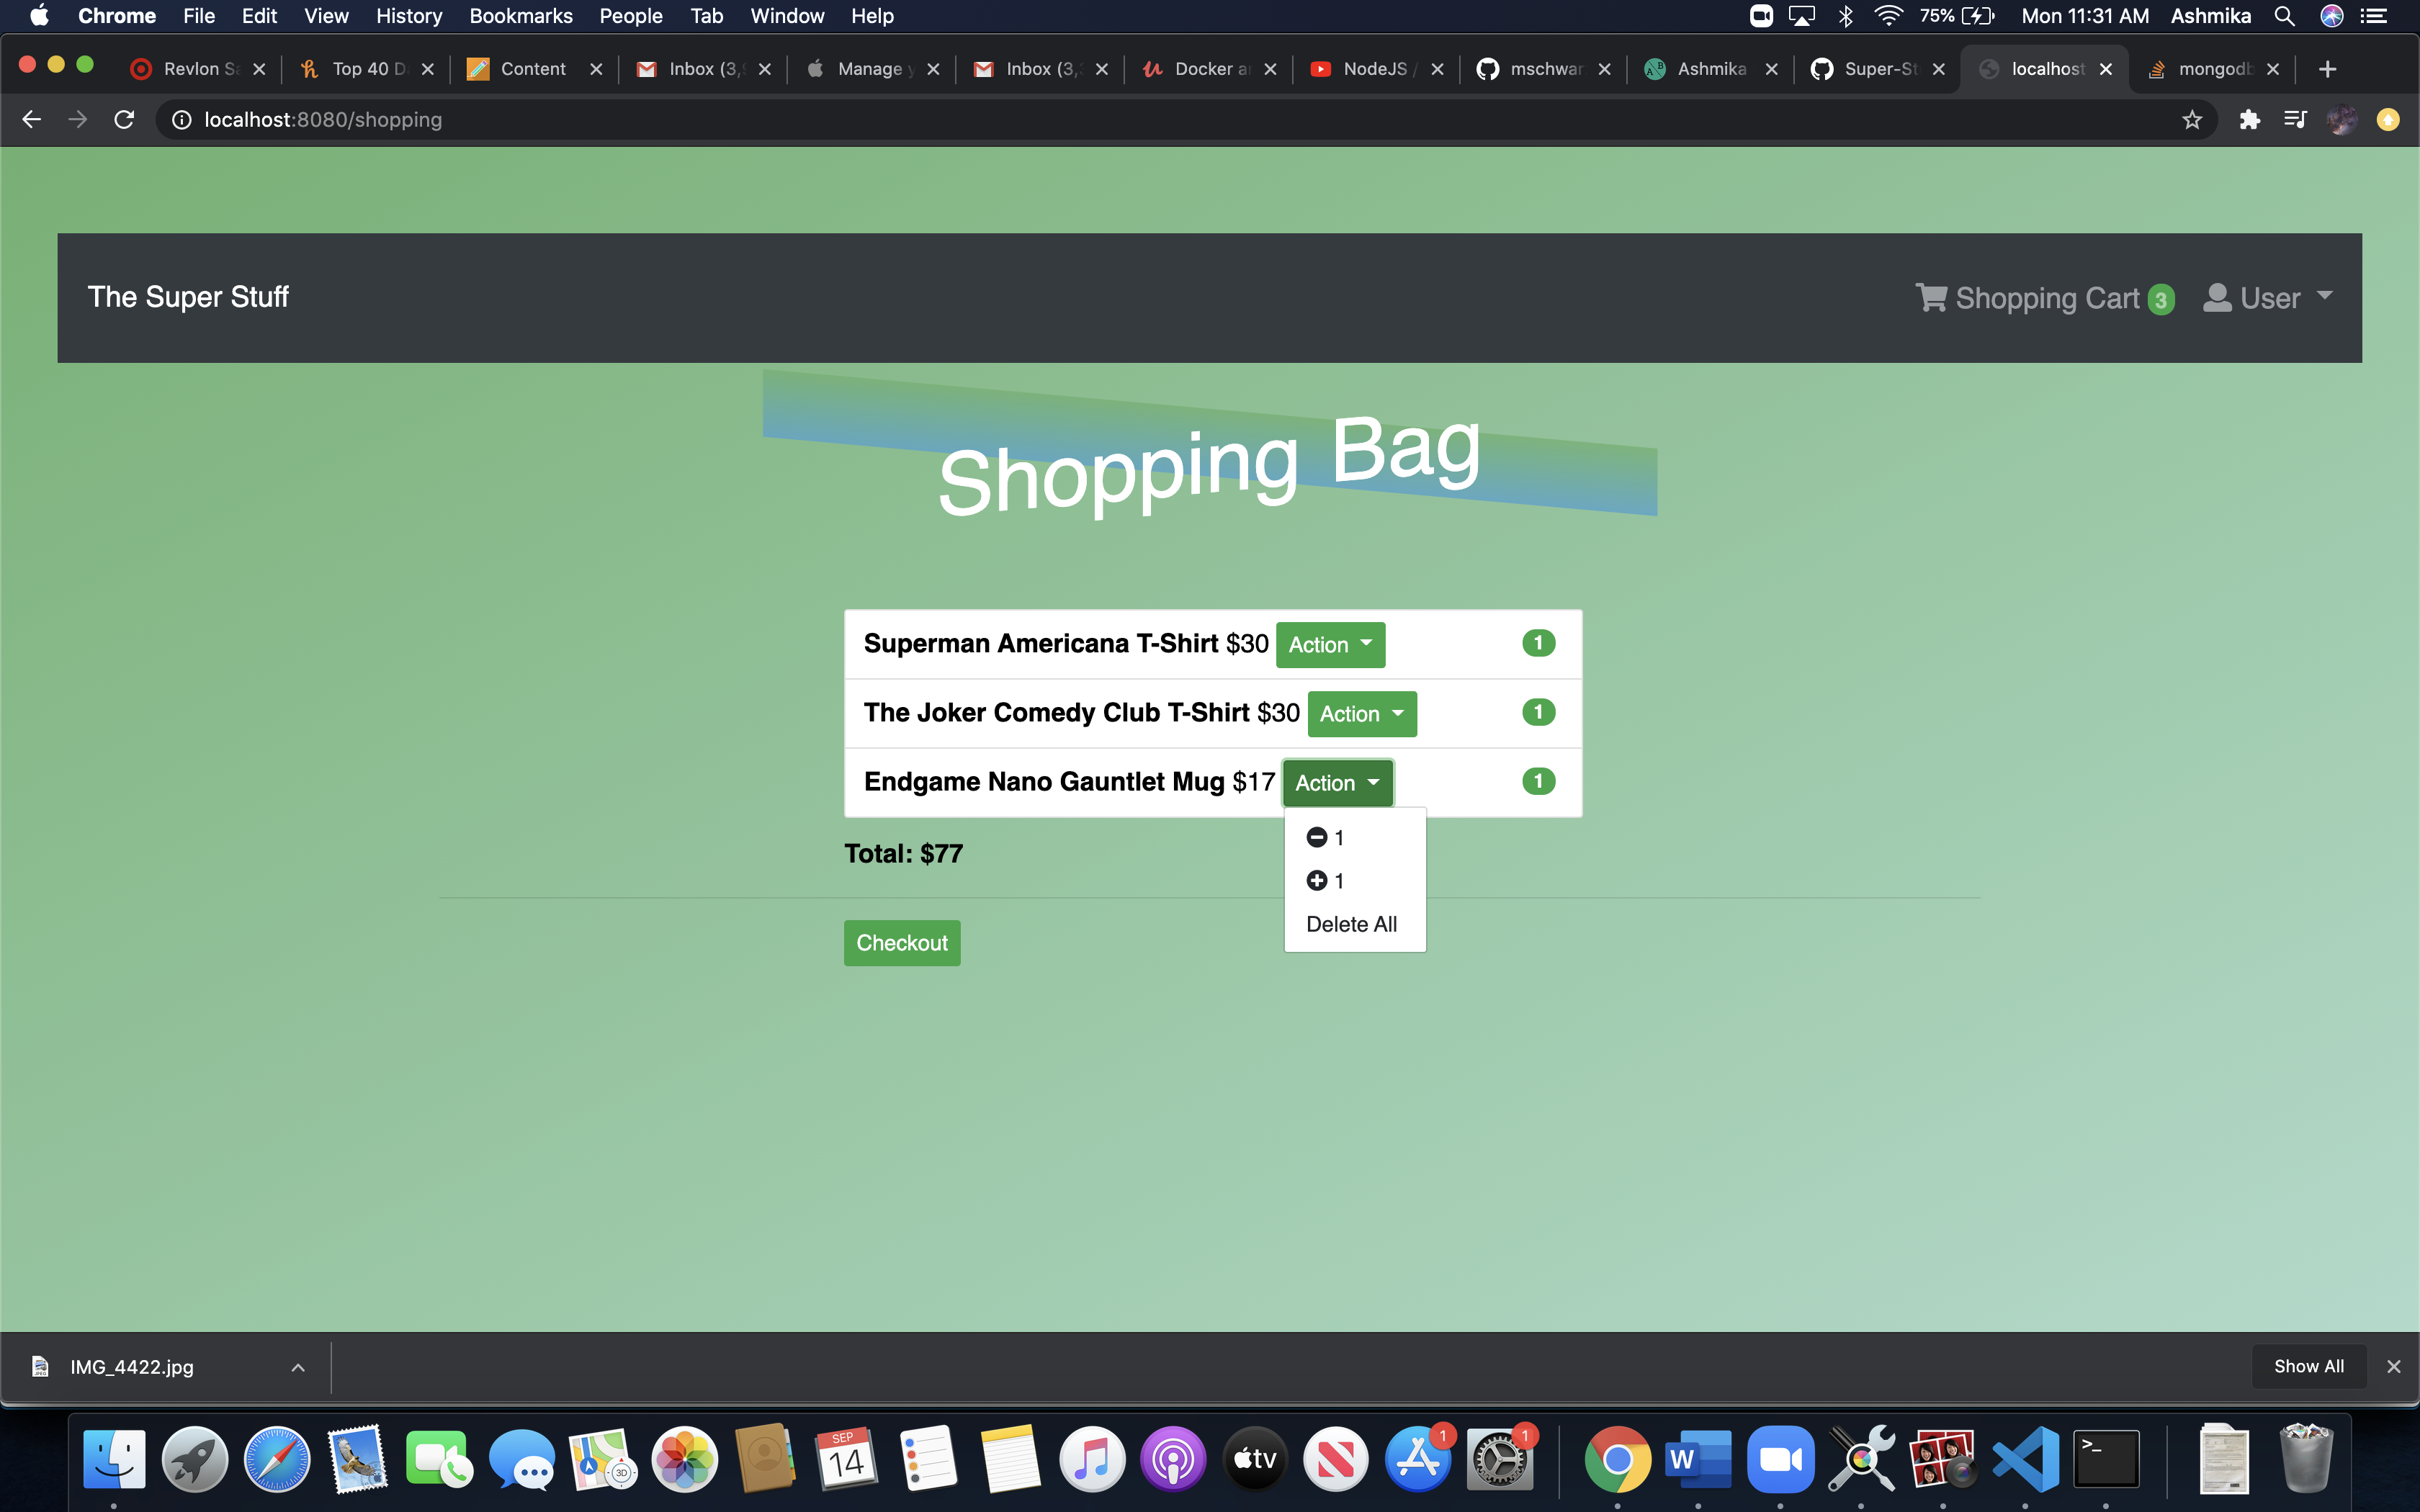 Chrome File Edit View History Bookmarks People Tab Window Help 75% Mon 11:31 AM Ashmika
Revlon S Top 40 D Content Inbox (3, Manage Inbox (3, Docker a NodeJS / mschwar Ashmika Super-St localhost mongodb
localhost:8080/shopping
The Super Stuff Shopping Cart 3 User
Shopping Bag
Superman Americana T-Shirt $30 Action 1
The Joker Comedy Club T-Shirt $30 Action 1
Endgame Nano Gauntlet Mug $17 Action 1
1
Total: $77
1
Delete All
Checkout
IMG_4422.jpg Show All
SEP
14
3D
tv
1
1
W
>_